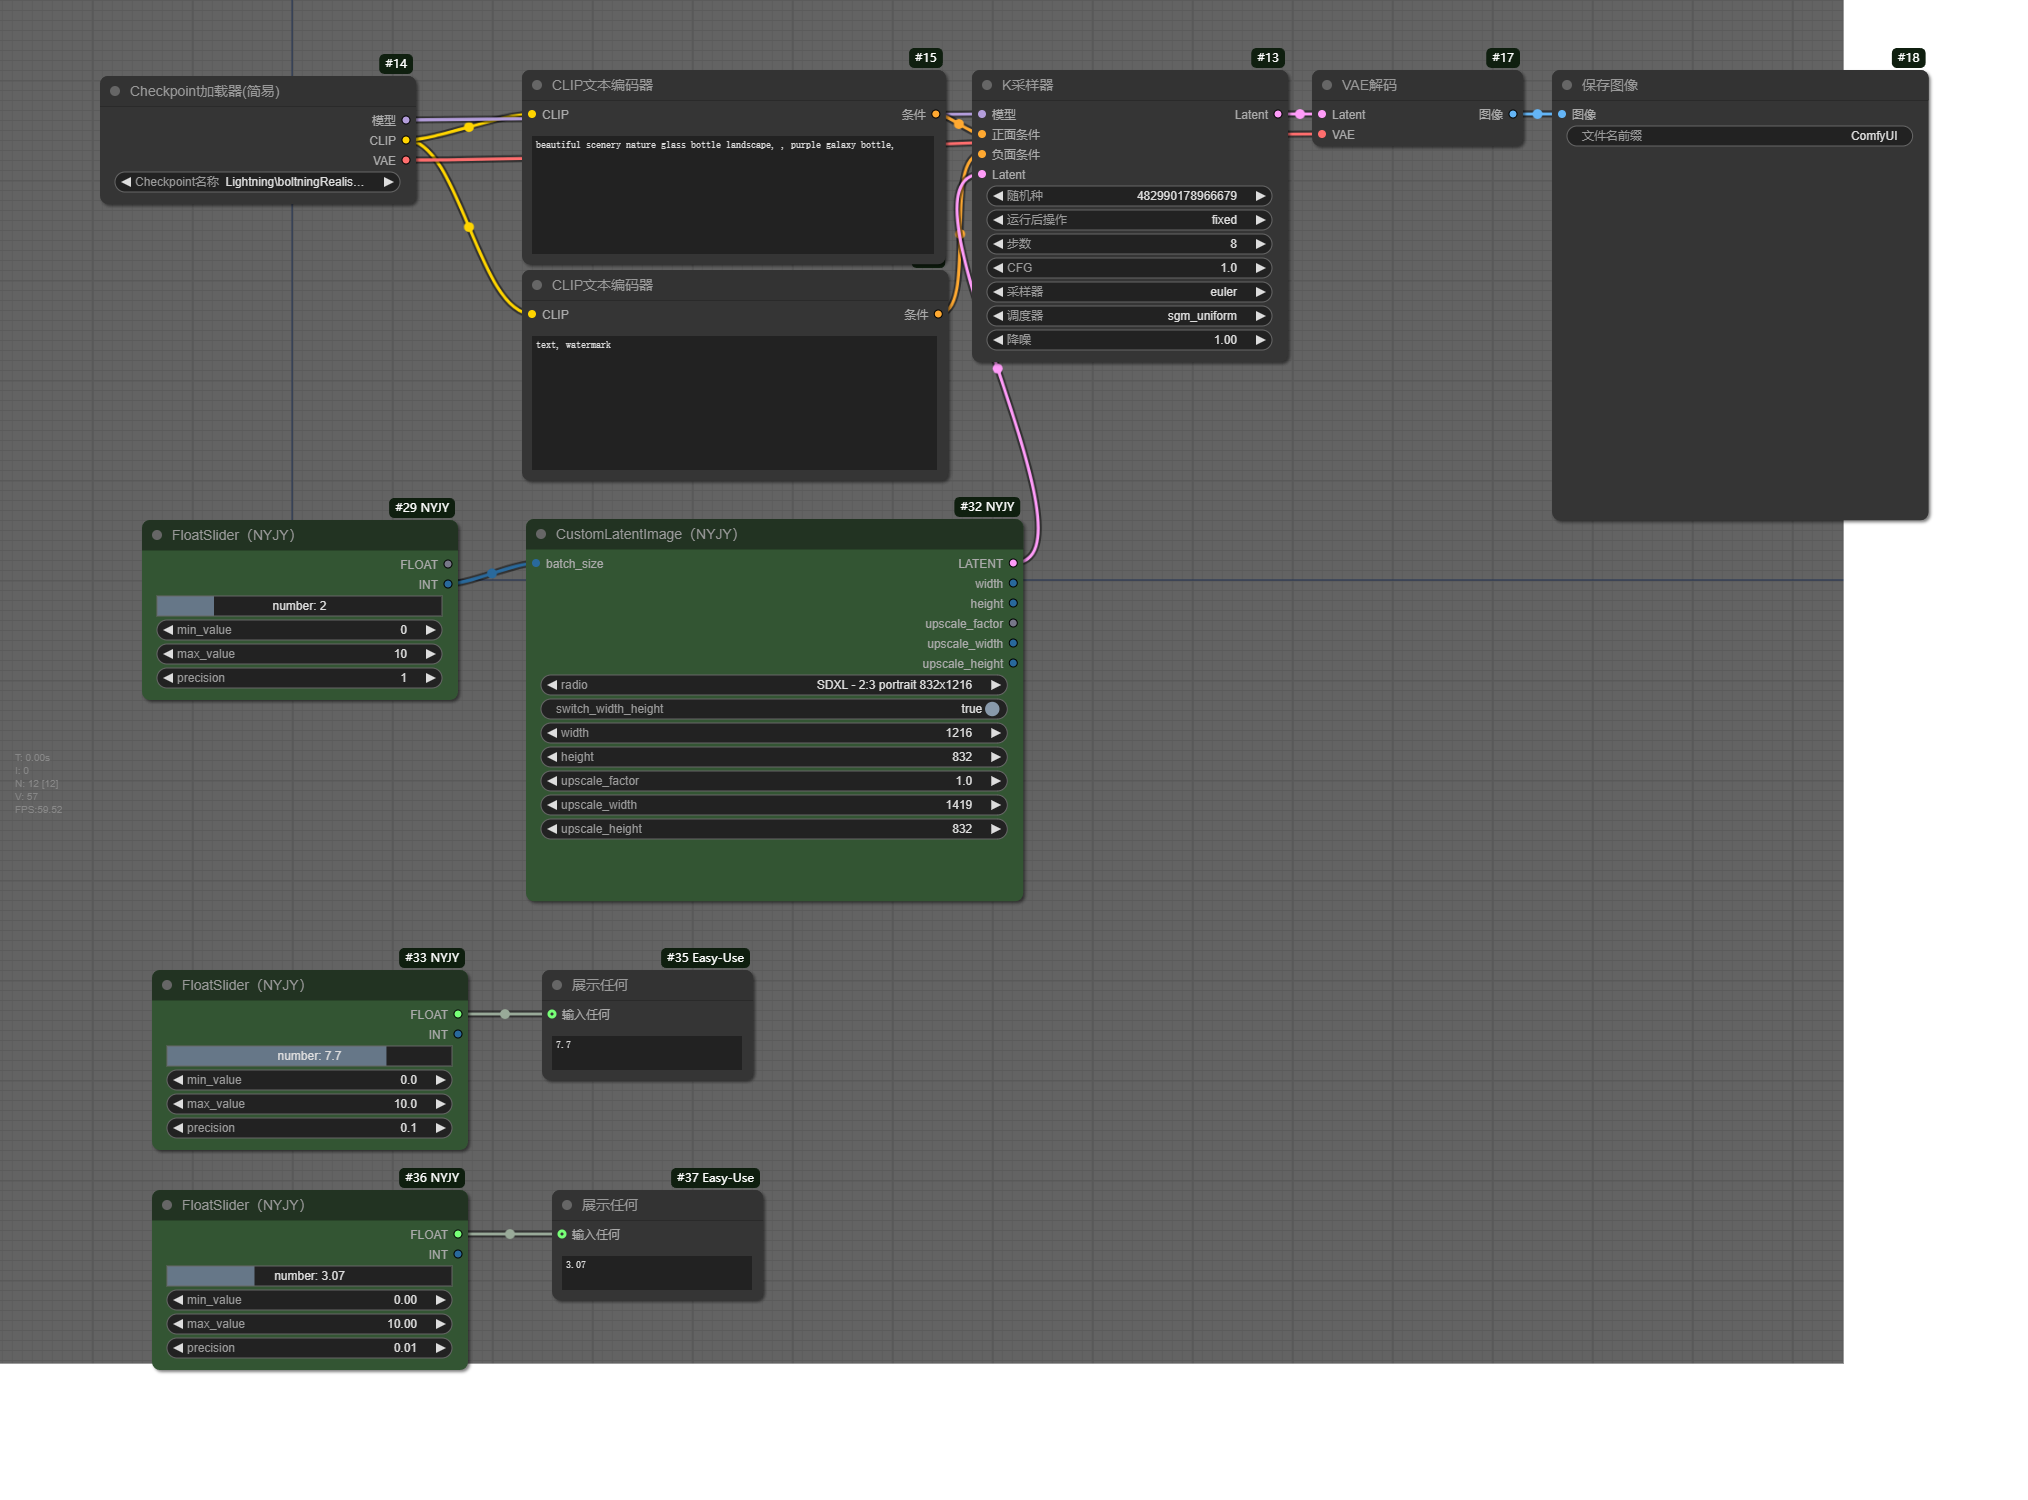 #14
Checkpoint加载器(简易)
模型
CLIP
VAE
Checkpoint名称 Lightning\boltningRealis...
#15
CLIP文本编码器
CLIP 条件
beautiful scenery nature glass bottle landscape, , purple galaxy bottle,
CLIP文本编码器
CLIP 条件
text, watermark
#13
K采样器
模型 Latent
正面条件
负面条件
Latent
随机种 482990178966679
运行后操作 fixed
步数 8
CFG 1.0
采样器 euler
调度器 sgm_uniform
降噪 1.00
#17
VAE解码
Latent 图像
VAE
#18
保存图像
图像
文件名前缀 ComfyUI
#29 NYJY
FloatSlider（NYJY）
FLOAT
INT
number: 2
min_value 0
max_value 10
precision 1
#32 NYJY
CustomLatentImage（NYJY）
batch_size LATENT
width
height
upscale_factor
upscale_width
upscale_height
radio SDXL - 2:3 portrait 832x1216
switch_width_height true
width 1216
height 832
upscale_factor 1.0
upscale_width 1419
upscale_height 832
T: 0.00s
I: 0
N: 12 [12]
V: 57
FPS:59.52
#33 NYJY
FloatSlider（NYJY）
FLOAT
INT
number: 7.7
min_value 0.0
max_value 10.0
precision 0.1
#35 Easy-Use
展示任何
输入任何
7.7
#36 NYJY
FloatSlider（NYJY）
FLOAT
INT
number: 3.07
min_value 0.00
max_value 10.00
precision 0.01
#37 Easy-Use
展示任何
输入任何
3.07